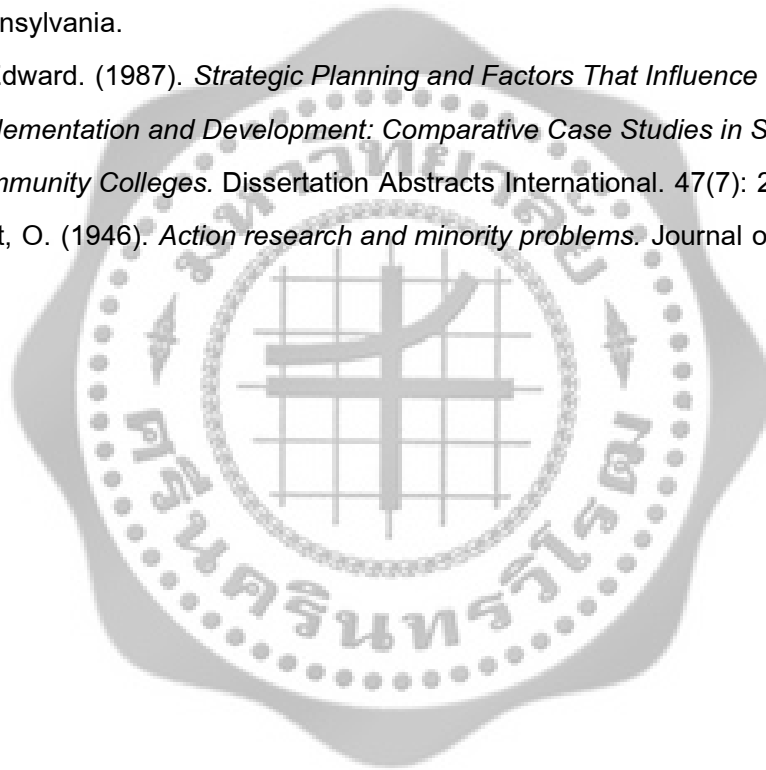 nsylvania.
Edward. (1987). Strategic Planning and Factors That Influence
lementation and Development: Comparative Case Studies in S
mmunity Colleges. Dissertation Abstracts International. 47(7): 2
t, O. (1946). Action research and minority problems. Journal o
มหาวิทยาลัย
ศรีนครินทรวิโรฒ